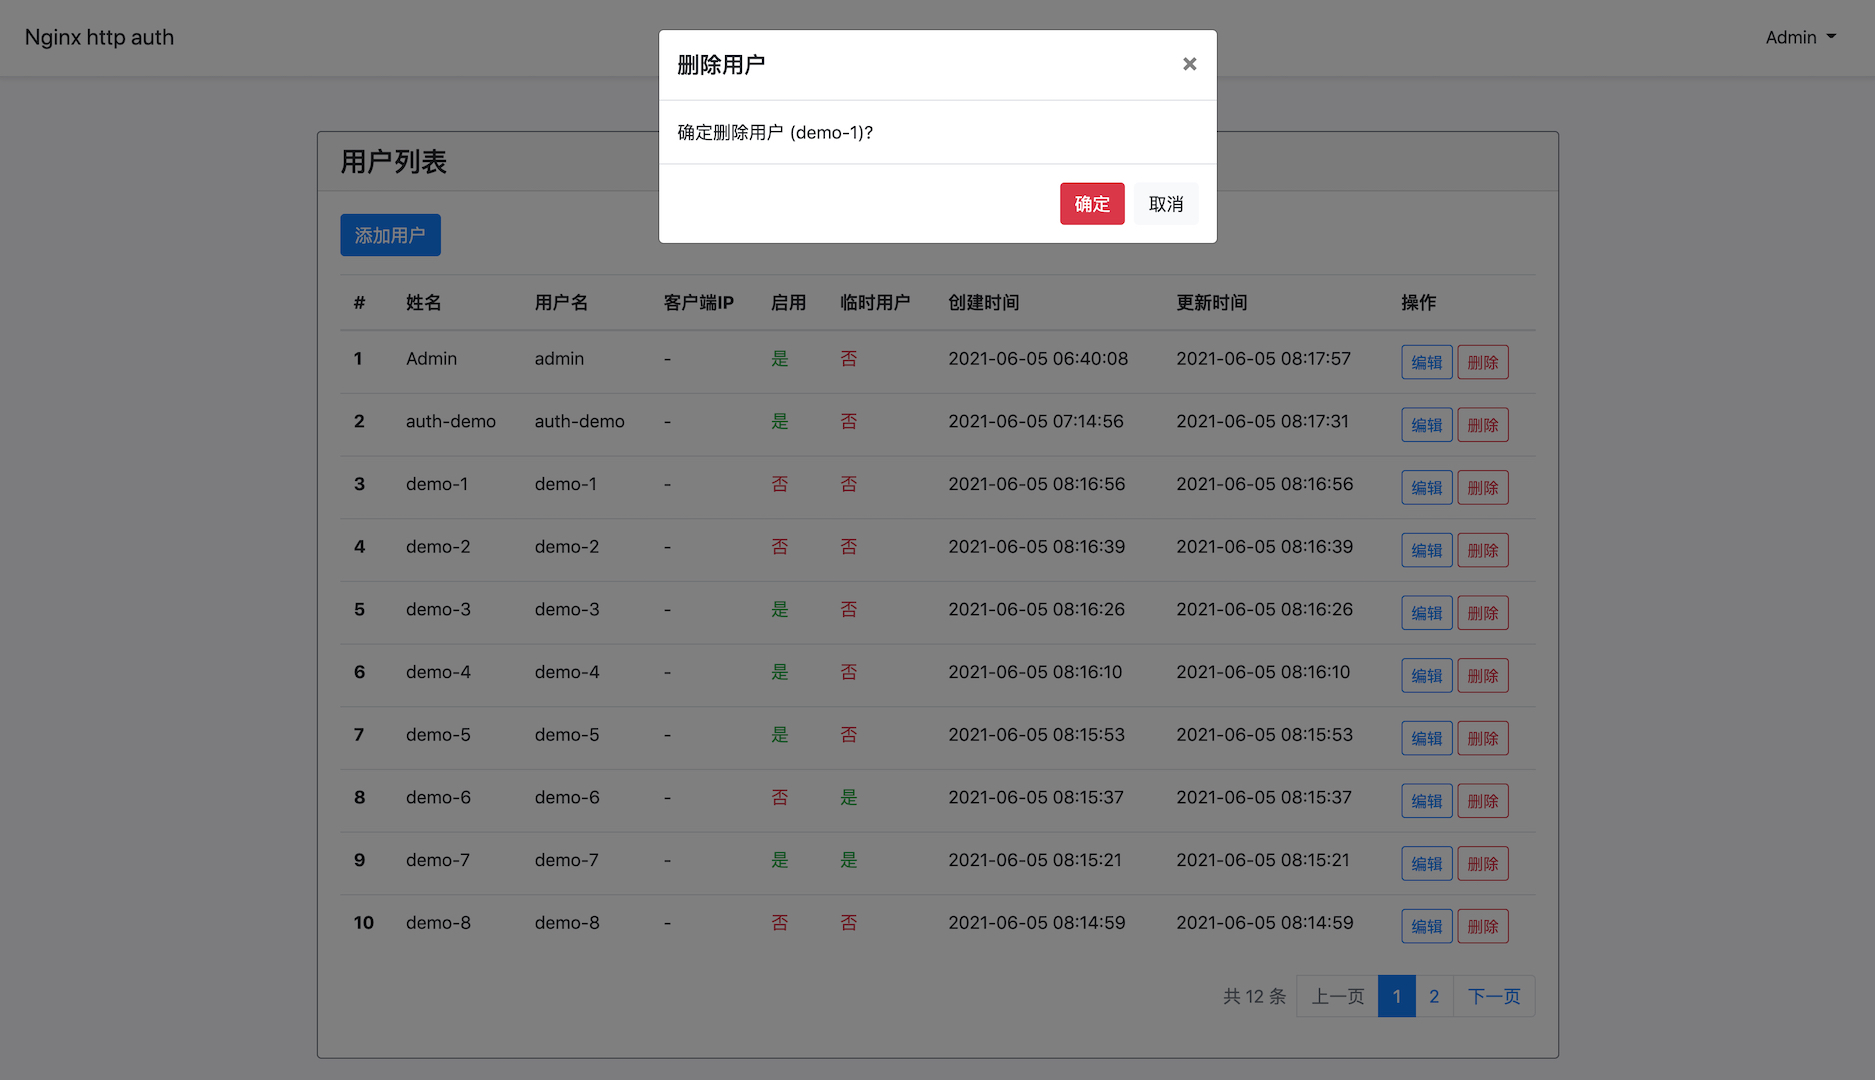 Nginx http auth
Admin
删除用户
×
确定删除用户 (demo-1)?
确定 取消
用户列表
添加用户
# 姓名 用户名 客户端IP 启用 临时用户 创建时间 更新时间 操作
1 Admin admin - 是 否 2021-06-05 06:40:08 2021-06-05 08:17:57 编辑 删除
2 auth-demo auth-demo - 是 否 2021-06-05 07:14:56 2021-06-05 08:17:31 编辑 删除
3 demo-1 demo-1 - 否 否 2021-06-05 08:16:56 2021-06-05 08:16:56 编辑 删除
4 demo-2 demo-2 - 否 否 2021-06-05 08:16:39 2021-06-05 08:16:39 编辑 删除
5 demo-3 demo-3 - 是 否 2021-06-05 08:16:26 2021-06-05 08:16:26 编辑 删除
6 demo-4 demo-4 - 是 否 2021-06-05 08:16:10 2021-06-05 08:16:10 编辑 删除
7 demo-5 demo-5 - 是 否 2021-06-05 08:15:53 2021-06-05 08:15:53 编辑 删除
8 demo-6 demo-6 - 否 是 2021-06-05 08:15:37 2021-06-05 08:15:37 编辑 删除
9 demo-7 demo-7 - 是 是 2021-06-05 08:15:21 2021-06-05 08:15:21 编辑 删除
10 demo-8 demo-8 - 否 否 2021-06-05 08:14:59 2021-06-05 08:14:59 编辑 删除
共 12 条 上一页 1 2 下一页